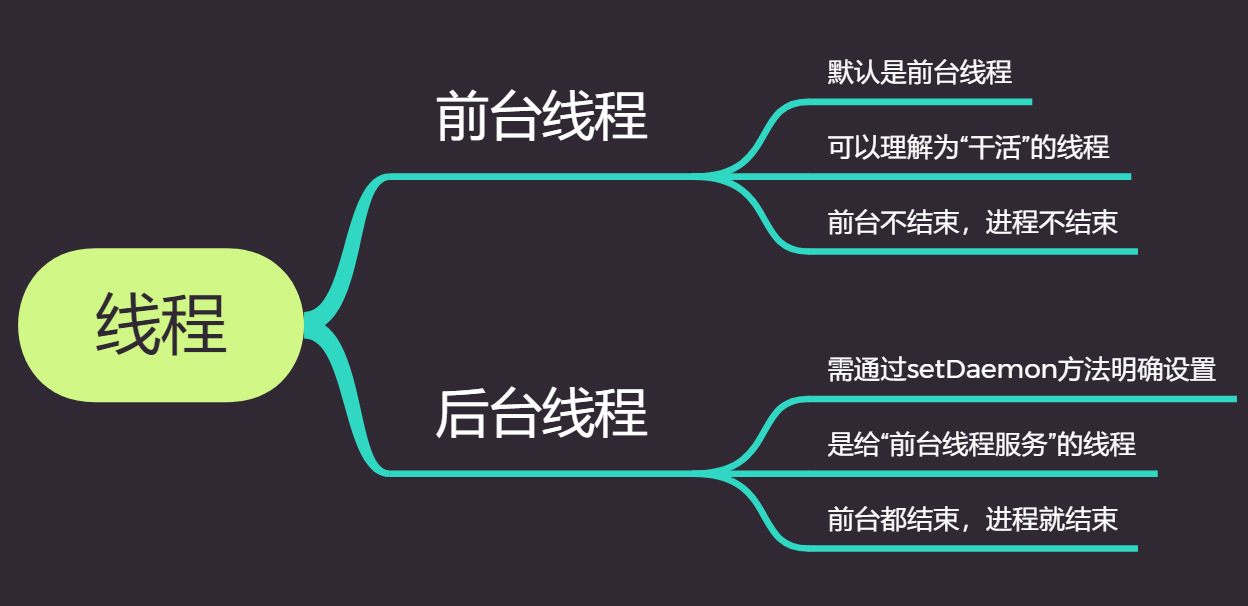 线程
前台线程
默认是前台线程
可以理解为“干活”的线程
前台不结束，进程不结束
后台线程
需通过setDaemon方法明确设置
是给“前台线程服务”的线程
前台都结束，进程就结束